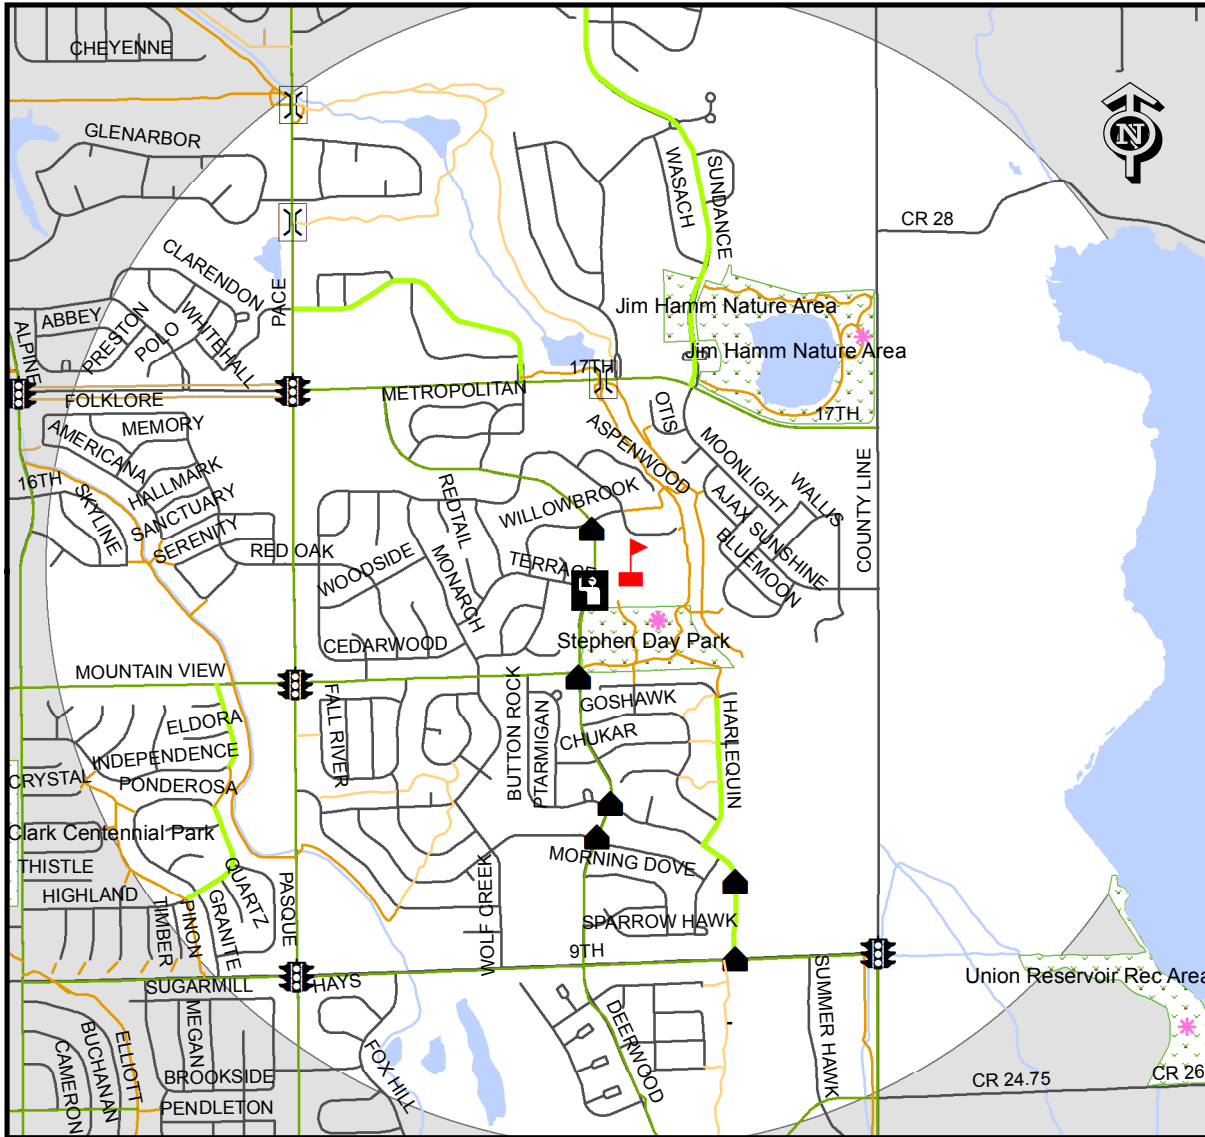 CHEYENNE
GLENARBOR
N
WASACH
SUNDANCE
CR 28
CLARENDON
PACE
ABBEY
PRESTON
POLO
WHITEHALL
ALPINE
Jim Hamm Nature Area
Jim Hamm Nature Area
17TH
METROPOLITAN
FOLKLORE
17TH
MEMORY
AMERICANA
HALLMARK
16TH
SKYLINE
SANCTUARY
SERENITY
RED OAK
WOODSIDE
REDTAIL
MONARCH
WILLOWBROOK
ASPENWOOD
OTIS
MOONLIGHT
WALLIS
AJAX
SUNSHINE
BLUEMOON
COUNTY LINE
TERRACE
CEDARWOOD
Stephen Day Park
MOUNTAIN VIEW
FALL RIVER
BUTTON ROCK
PTARMIGAN
GOSHAWK
CHUKAR
HARLEQUIN
ELDORA
INDEPENDENCE
CRYSTAL
PONDEROSA
Clark Centennial Park
THISTLE
HIGHLAND
TIMBER
PINON
GRANITE
QUARTZ
PASQUE
WOLF CREEK
MORNING DOVE
SPARROW HAWK
9TH
SUGARMILL
HAYS
SUMMER HAWK
Union Reservoir Rec Area
DEERWOOD
MEGAN
ELLIOTT
BUCHANAN
CAMERON
BROOKSIDE
PENDLETON
FOX HILL
CR 24.75
CR 26